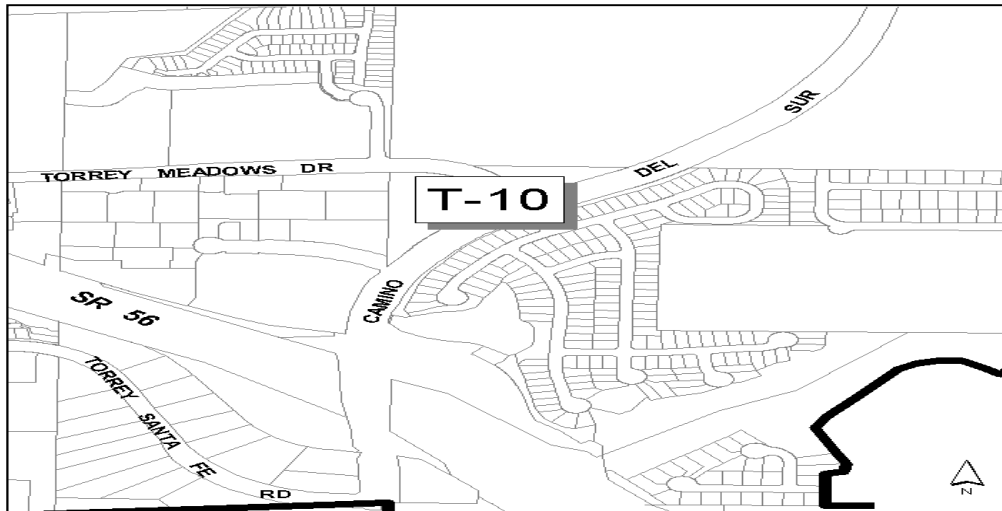 TORREY MEADOWS DR
T-10
CAMINO DEL SUR
SR 56
TORREY SANTA FE RD
N